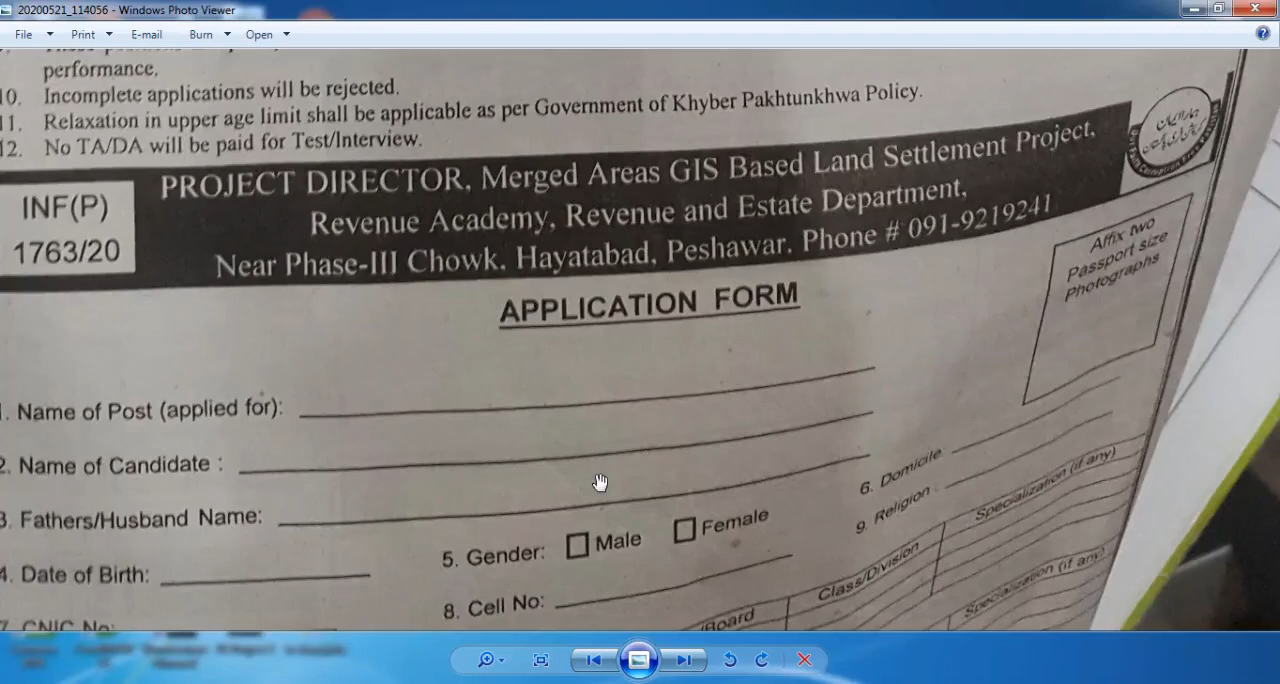 20200521_114056 - Windows Photo Viewer
File Print E-mail Burn Open
performance.
10. Incomplete applications will be rejected.
11. Relaxation in upper age limit shall be applicable as per Government of Khyber Pakhtunkhwa Policy.
12. No TA/DA will be paid for Test/Interview.
INF(P)
1763/20
PROJECT DIRECTOR, Merged Areas GIS Based Land Settlement Project,
Revenue Academy, Revenue and Estate Department,
Near Phase-III Chowk. Hayatabad, Peshawar. Phone # 091-9219241
Affix two
Passport size
Photographs
APPLICATION FORM
1. Name of Post (applied for):
2. Name of Candidate :
3. Fathers/Husband Name:
4. Date of Birth:
5. Gender: Male Female
6. Domicile
7. CNIC No:
8. Cell No:
9. Religion
/Board Class/Division Specialization (if any)
Specialization (if any)